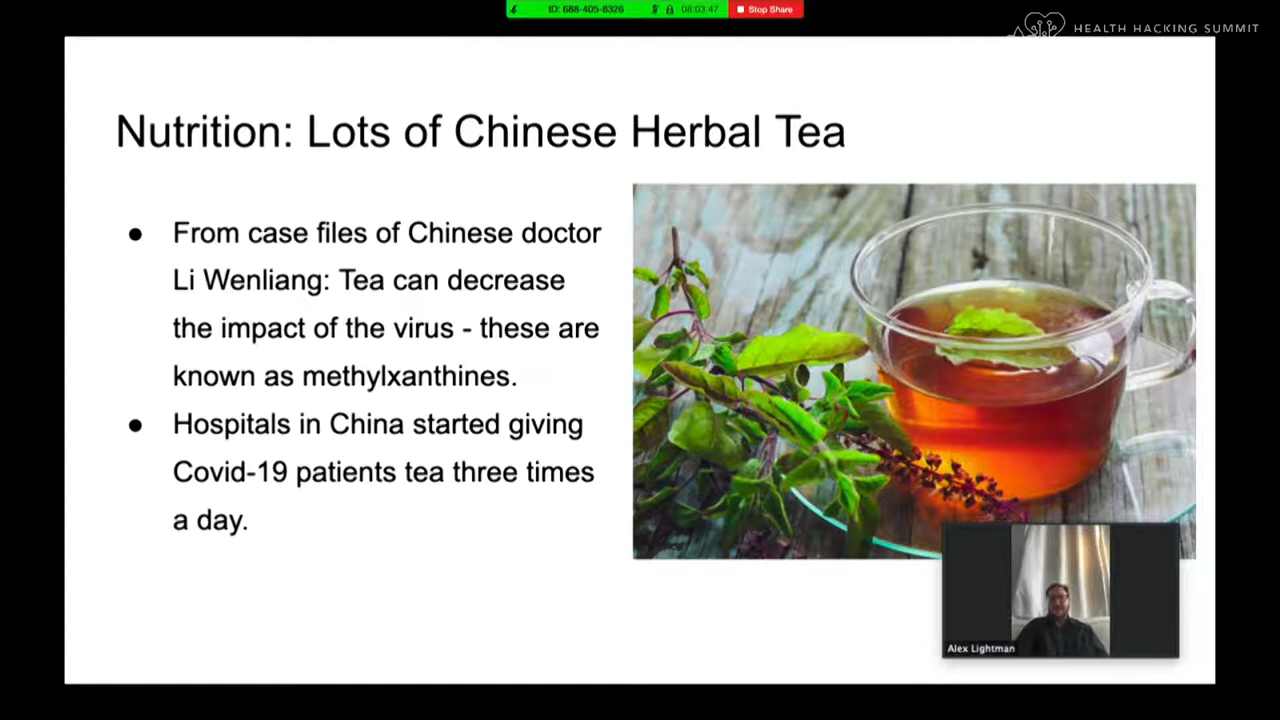 ID: 688-405-8326
08:03:47
Stop Share
HEALTH HACKING SUMMIT
Nutrition: Lots of Chinese Herbal Tea
● From case files of Chinese doctor
Li Wenliang: Tea can decrease
the impact of the virus - these are
known as methylxanthines.
● Hospitals in China started giving
Covid-19 patients tea three times
a day.
Alex Lightman